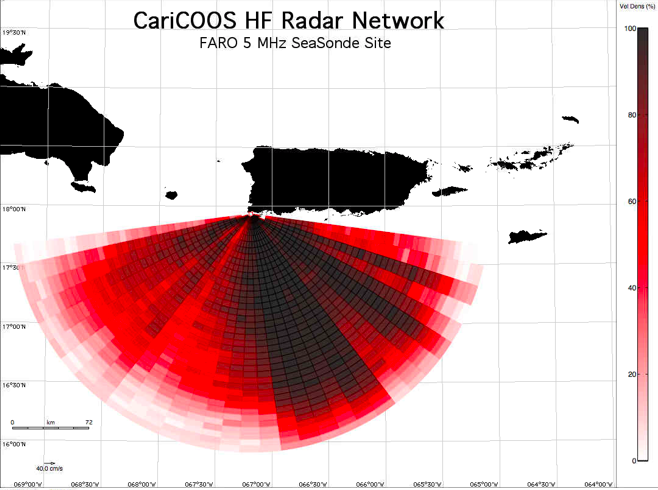 CariCOOS HF Radar Network
FARO 5 MHz SeaSonde Site
Vel Dens (%)
100
80
60
40
20
0
19°30'N
18°00'N
17°30'
17°00'N
16°30'N
16°00'N
0 km 72
40.0 cm/s
069°00'W 068°30'W 068°00'W 067°30'W 067°00'W 066°30'W 066°00'W 065°30'W 065°00'W 064°30'W 064°00'W